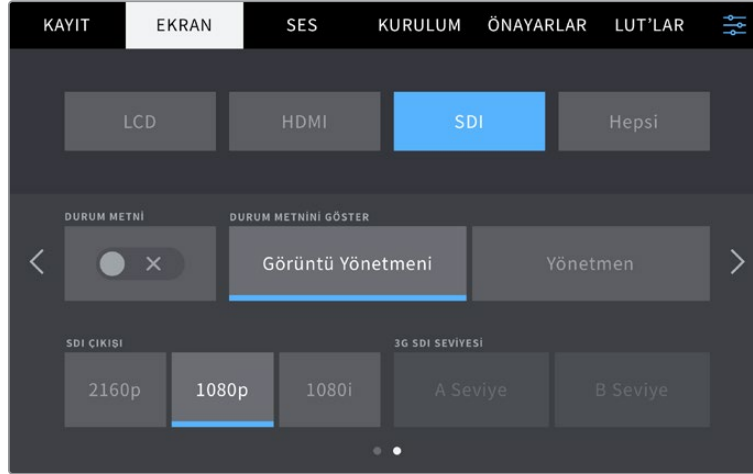 KAYIT EKRAN SES KURULUM ÖNAYARLAR LUT’LAR
LCD HDMI SDI Hepsi
DURUM METNİ DURUM METNİNİ GÖSTER
Görüntü Yönetmeni Yönetmen
SDI ÇIKIŞI 3G SDI SEVİYESİ
2160p 1080p 1080i A Seviye B Seviye